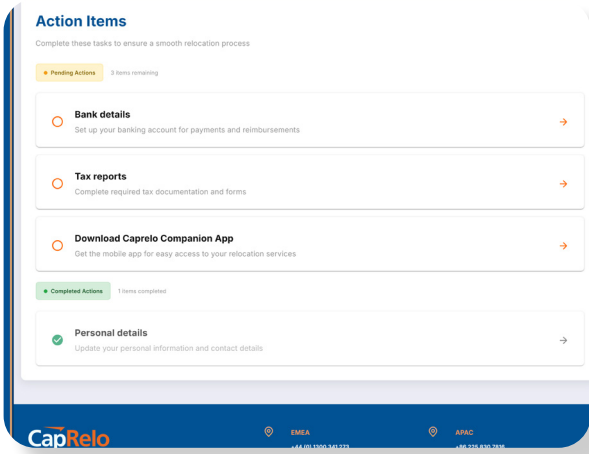 Action Items
Complete these tasks to ensure a smooth relocation process
Pending Actions 3 items remaining
Bank details
Set up your banking account for payments and reimbursements
Tax reports
Complete required tax documentation and forms
Download Caprelo Companion App
Get the mobile app for easy access to your relocation services
Completed Actions 1 items completed
Personal details
Update your personal information and contact details
CapRelo
EMEA
APAC